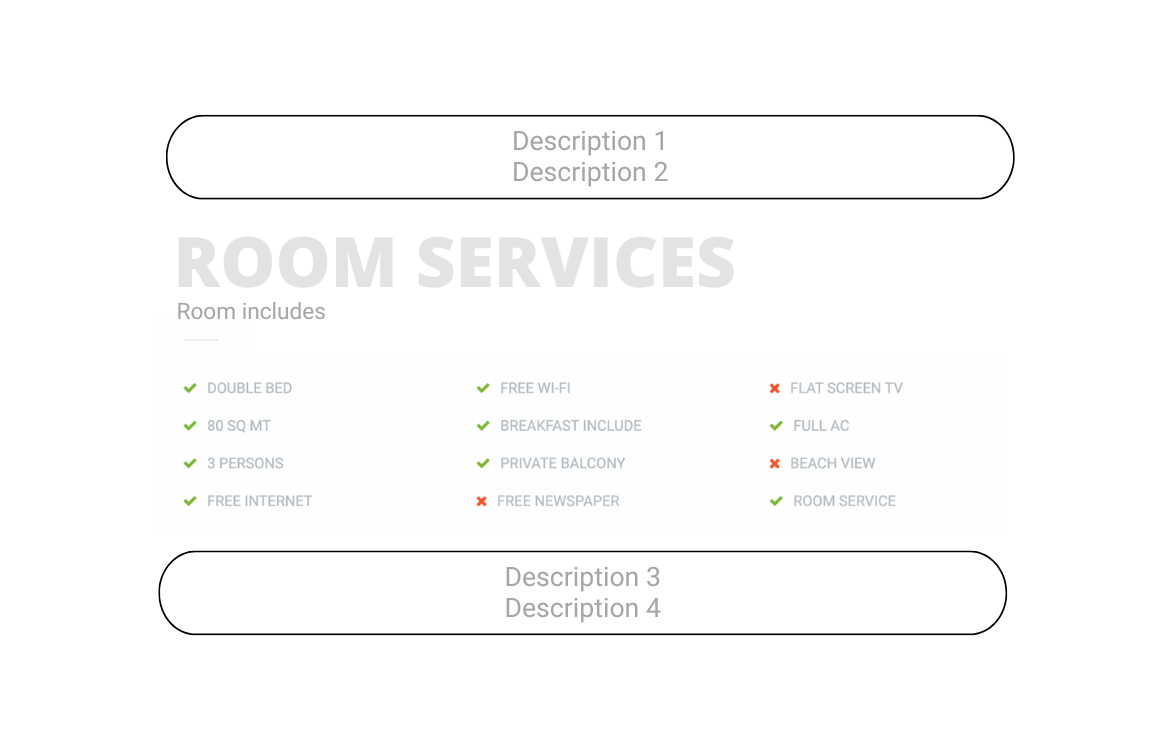 Description 1
Description 2
ROOM SERVICES
Room includes
DOUBLE BED
FREE WI-FI
FLAT SCREEN TV
80 SQ MT
BREAKFAST INCLUDE
FULL AC
3 PERSONS
PRIVATE BALCONY
BEACH VIEW
FREE INTERNET
FREE NEWSPAPER
ROOM SERVICE
Description 3
Description 4